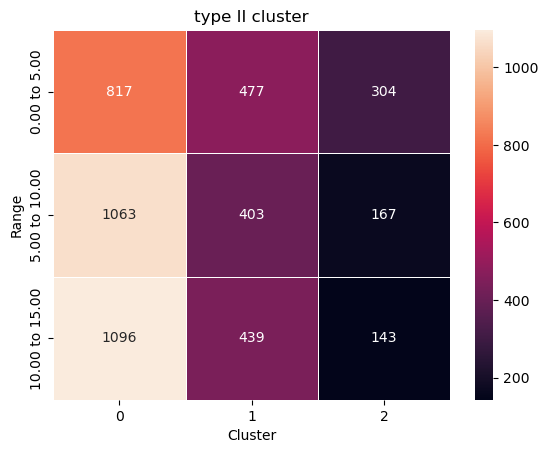 type II cluster
Range
0.00 to 5.00
817 477 304
5.00 to 10.00
1063 403 167
10.00 to 15.00
1096 439 143
0 1 2
Cluster
1000
800
600
400
200